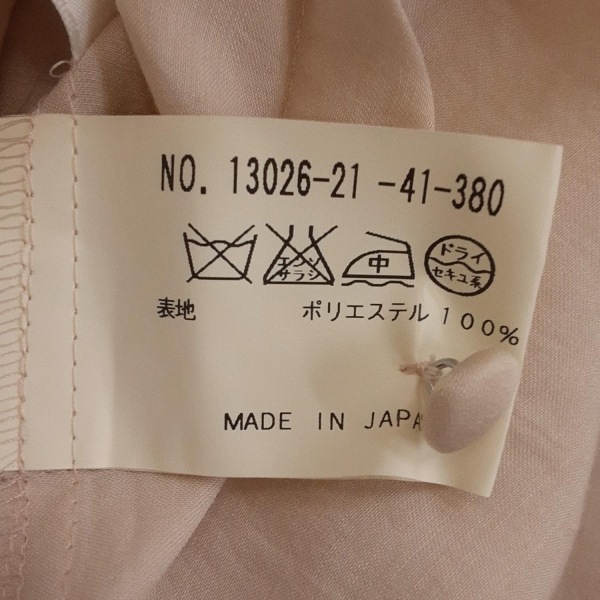 NO. 13026-21 -41-380
エンソ サラシ 中 ドライ セキユ系
表地 ポリエステル 100%
MADE IN JAPA